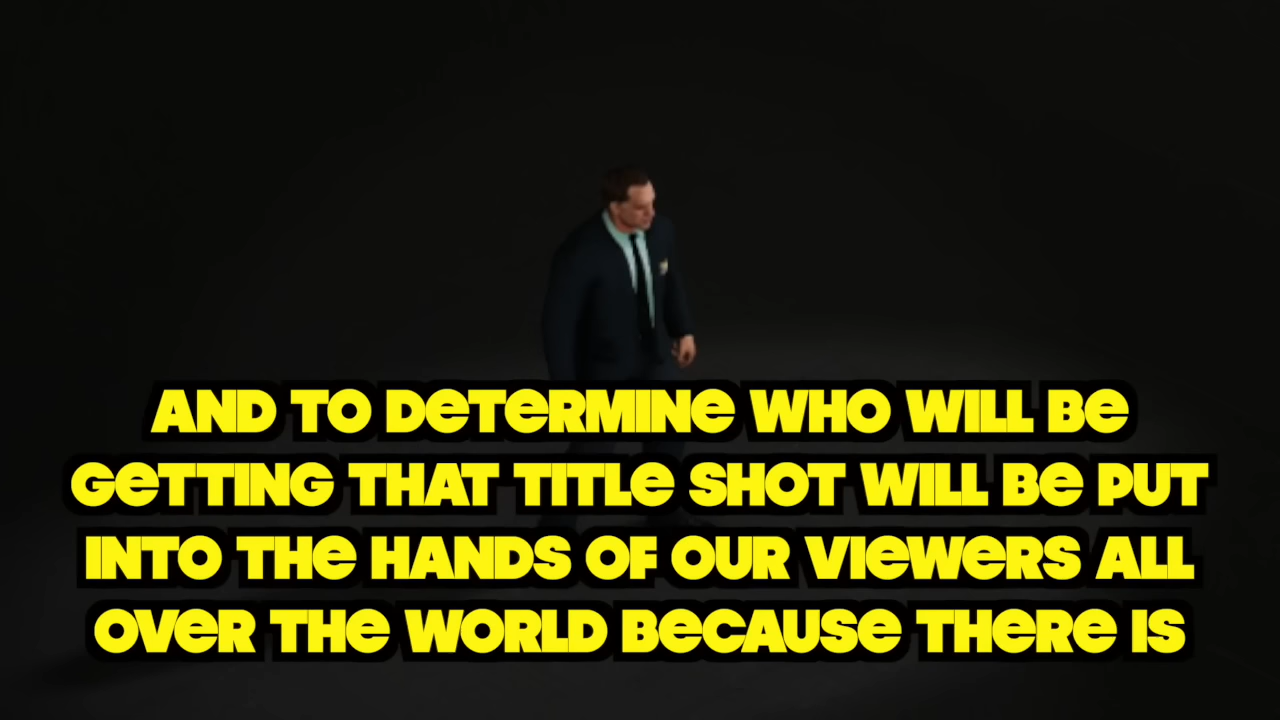 AND TO DETERMINE WHO WILL BE
GETTING THAT TITLE SHOT WILL BE PUT
INTO THE HANDS OF OUR VIEWERS ALL
OVER THE WORLD BECAUSE THERE IS